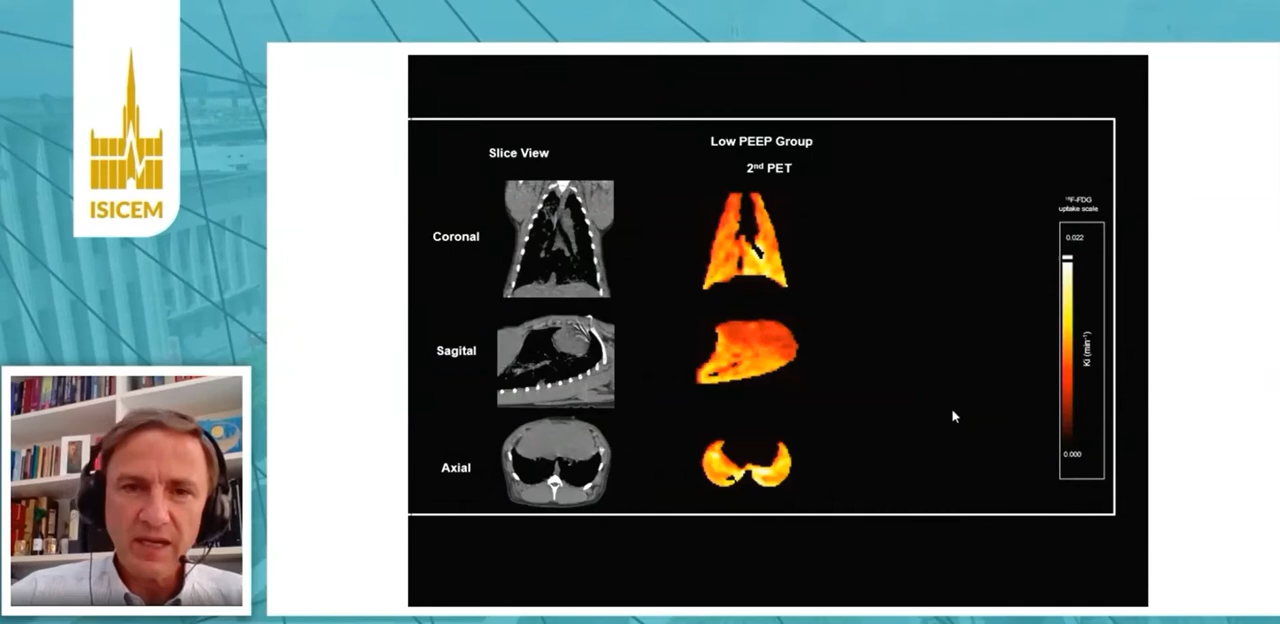 ISICEM
Low PEEP Group
Slice View
2nd PET
Coronal
Sagital
Axial
18F-FDG
uptake scale
0.022
Ki (min-1)
0.000